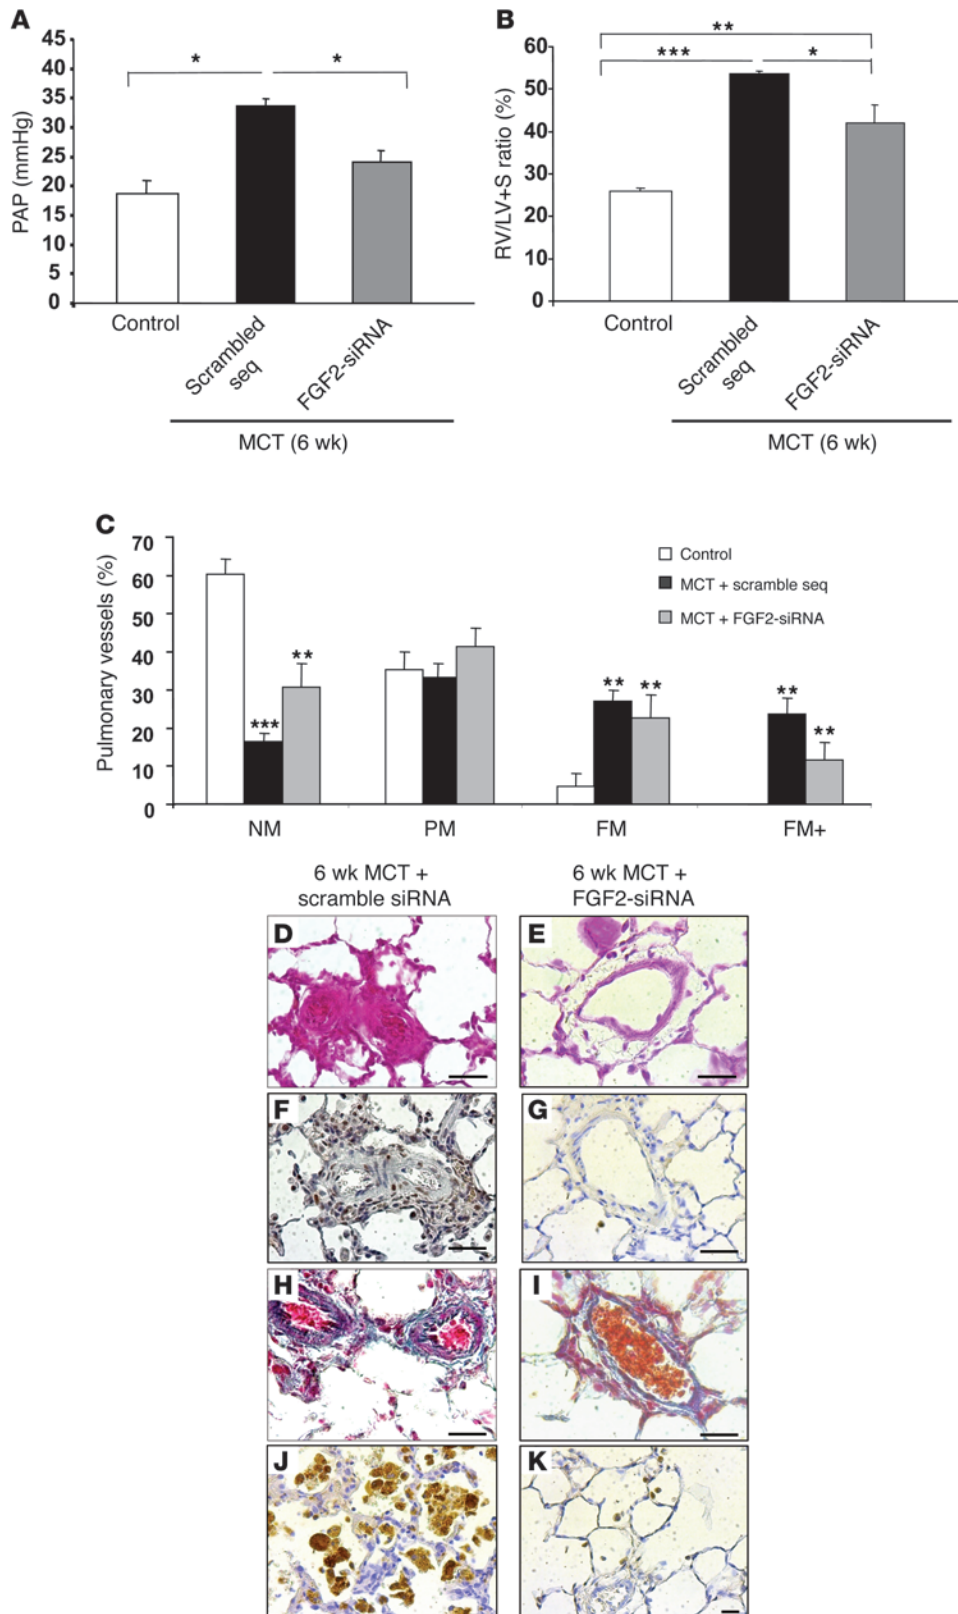 A
45
40
35
30
25
20
15
10
5
0
PAP (mmHg)
*
*
Control
Scrambled
seq
FGF2-siRNA
MCT (6 wk)
B
60
50
40
30
20
10
0
RV/LV+S ratio (%)
**
***
*
Control
Scrambled
seq
FGF2-siRNA
MCT (6 wk)
C
70
60
50
40
30
20
10
0
Pulmonary vessels (%)
Control
MCT + scramble seq
MCT + FGF2-siRNA
***
**
**
**
**
**
NM
PM
FM
FM+
6 wk MCT +
scramble siRNA
6 wk MCT +
FGF2-siRNA
D
E
F
G
H
I
J
K